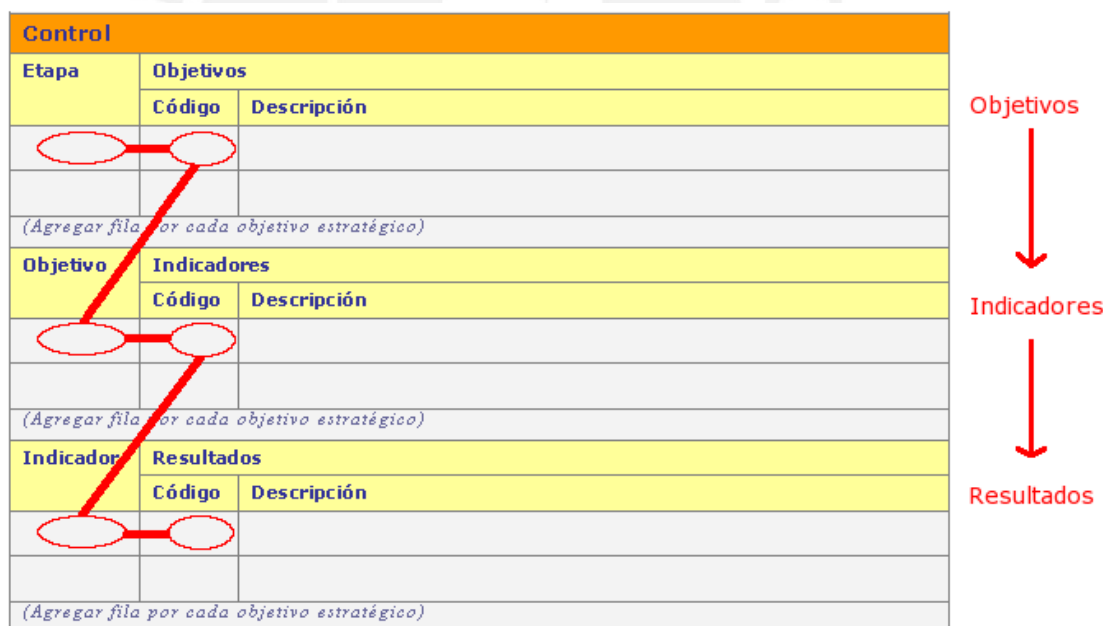 Control
Etapa Objetivos
Código Descripción
(Agregar fila por cada objetivo estratégico)
Objetivo Indicadores
Código Descripción
(Agregar fila por cada objetivo estratégico)
Indicador Resultados
Código Descripción
(Agregar fila por cada objetivo estratégico)
Objetivos
Indicadores
Resultados